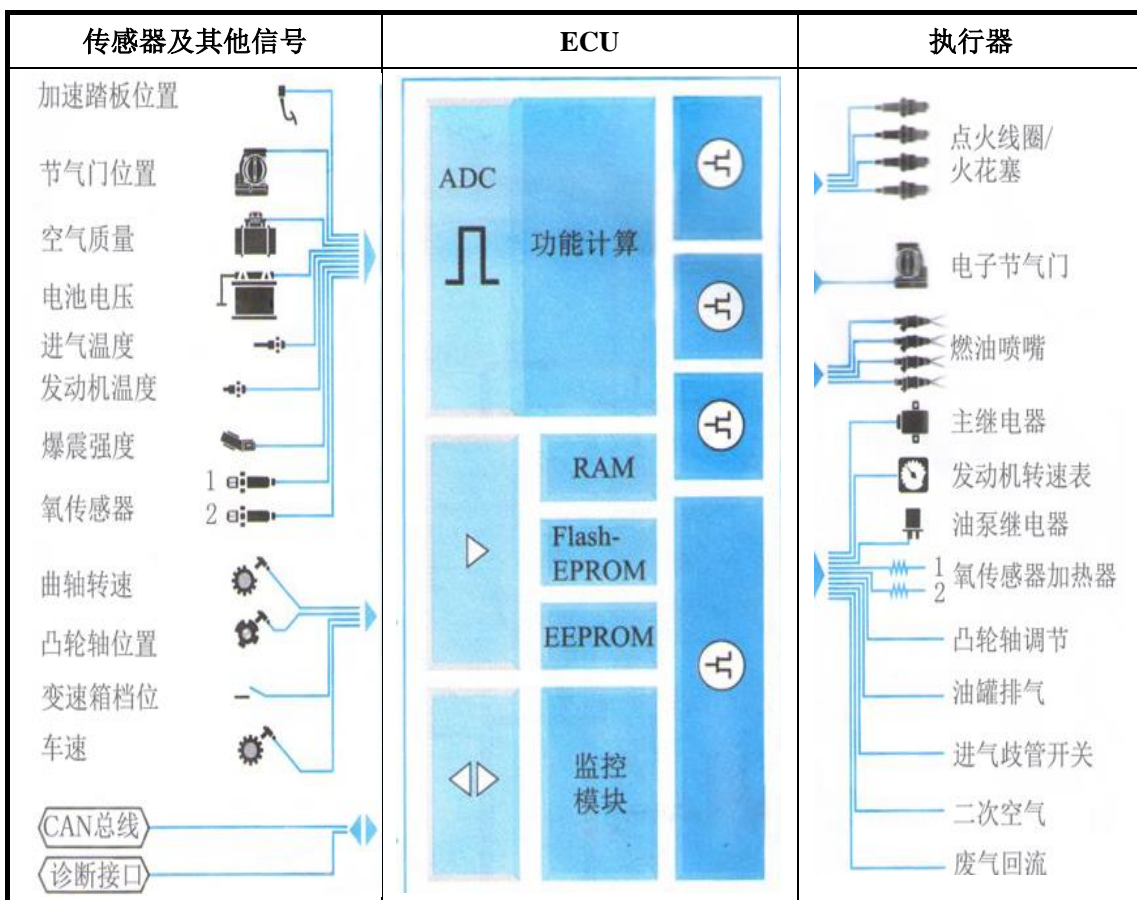 传感器及其他信号
ECU
执行器
加速踏板位置
节气门位置
空气质量
电池电压
进气温度
发动机温度
爆震强度
1
氧传感器
2
曲轴转速
凸轮轴位置
变速箱档位
车速
CAN总线
诊断接口
ADC
功能计算
RAM
Flash-
EPROM
EEPROM
监控
模块
点火线圈/
火花塞
电子节气门
燃油喷嘴
主继电器
发动机转速表
油泵继电器
1
氧传感器加热器
2
凸轮轴调节
油罐排气
进气歧管开关
二次空气
废气回流